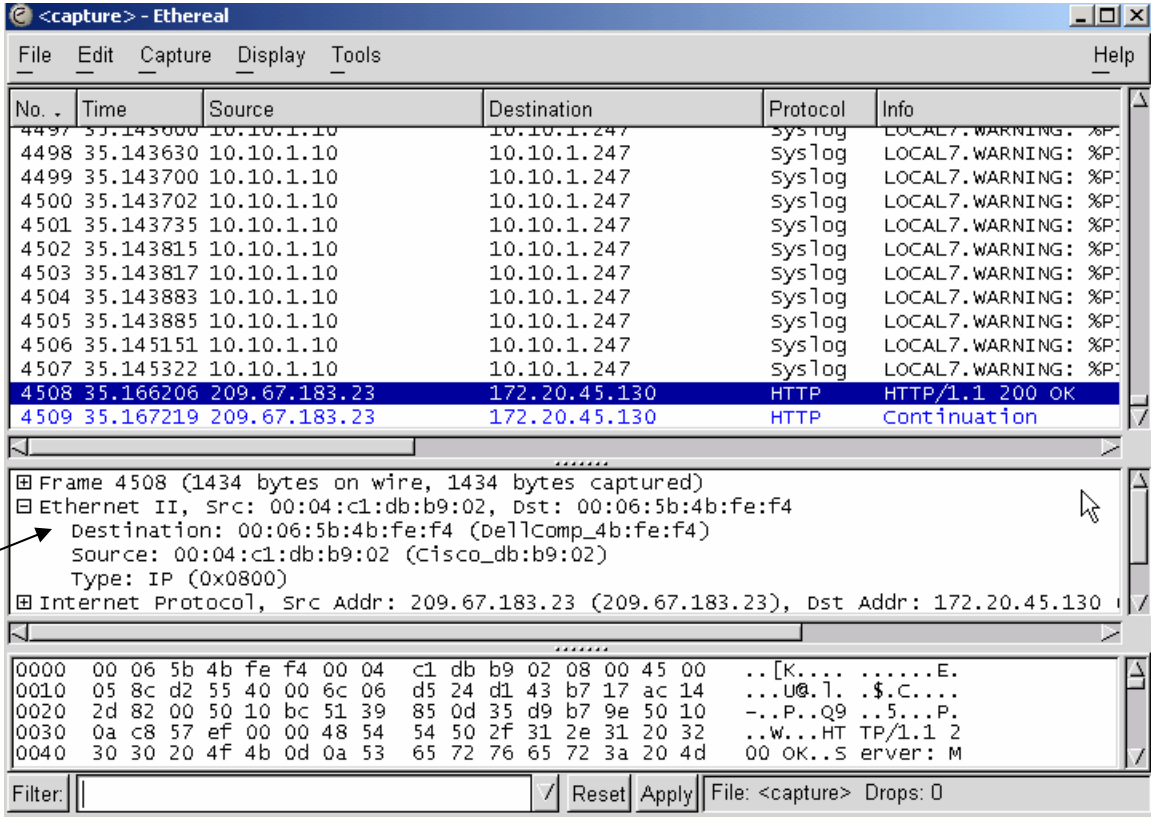 <capture> - Ethereal
File Edit Capture Display Tools Help
No. Time Source Destination Protocol Info
4497 35.143600 10.10.1.10 10.10.1.247 Syslog LOCAL7.WARNING: %P
4498 35.143630 10.10.1.10 10.10.1.247 Syslog LOCAL7.WARNING: %P
4499 35.143700 10.10.1.10 10.10.1.247 Syslog LOCAL7.WARNING: %P
4500 35.143702 10.10.1.10 10.10.1.247 Syslog LOCAL7.WARNING: %P
4501 35.143735 10.10.1.10 10.10.1.247 Syslog LOCAL7.WARNING: %P
4502 35.143815 10.10.1.10 10.10.1.247 Syslog LOCAL7.WARNING: %P
4503 35.143817 10.10.1.10 10.10.1.247 Syslog LOCAL7.WARNING: %P
4504 35.143883 10.10.1.10 10.10.1.247 Syslog LOCAL7.WARNING: %P
4505 35.143885 10.10.1.10 10.10.1.247 Syslog LOCAL7.WARNING: %P
4506 35.145151 10.10.1.10 10.10.1.247 Syslog LOCAL7.WARNING: %P
4507 35.145322 10.10.1.10 10.10.1.247 Syslog LOCAL7.WARNING: %P
4508 35.166206 209.67.183.23 172.20.45.130 HTTP HTTP/1.1 200 OK
4509 35.167219 209.67.183.23 172.20.45.130 HTTP Continuation
Frame 4508 (1434 bytes on wire, 1434 bytes captured)
Ethernet II, Src: 00:04:c1:db:b9:02, Dst: 00:06:5b:4b:fe:f4
Destination: 00:06:5b:4b:fe:f4 (DellComp_4b:fe:f4)
Source: 00:04:c1:db:b9:02 (Cisco_db:b9:02)
Type: IP (0x0800)
Internet Protocol, Src Addr: 209.67.183.23 (209.67.183.23), Dst Addr: 172.20.45.130
0000 00 06 5b 4b fe f4 00 04 c1 db b9 02 08 00 45 00 ..[K.... ......E.
0010 05 8c d2 55 40 00 6c 06 d5 24 d1 43 b7 17 ac 14 ...U@.l. .$.C....
0020 2d 82 00 50 10 bc 51 39 85 0d 35 d9 b7 9e 50 10 -..P..Q9 ..5...P.
0030 0a c8 57 ef 00 00 48 54 54 50 2f 31 2e 31 20 32 ..W...HT TP/1.1 2
0040 30 30 20 4f 4b 0d 0a 53 65 72 76 65 72 3a 20 4d 00 OK..S erver: M
Filter: Reset Apply File: <capture> Drops: 0